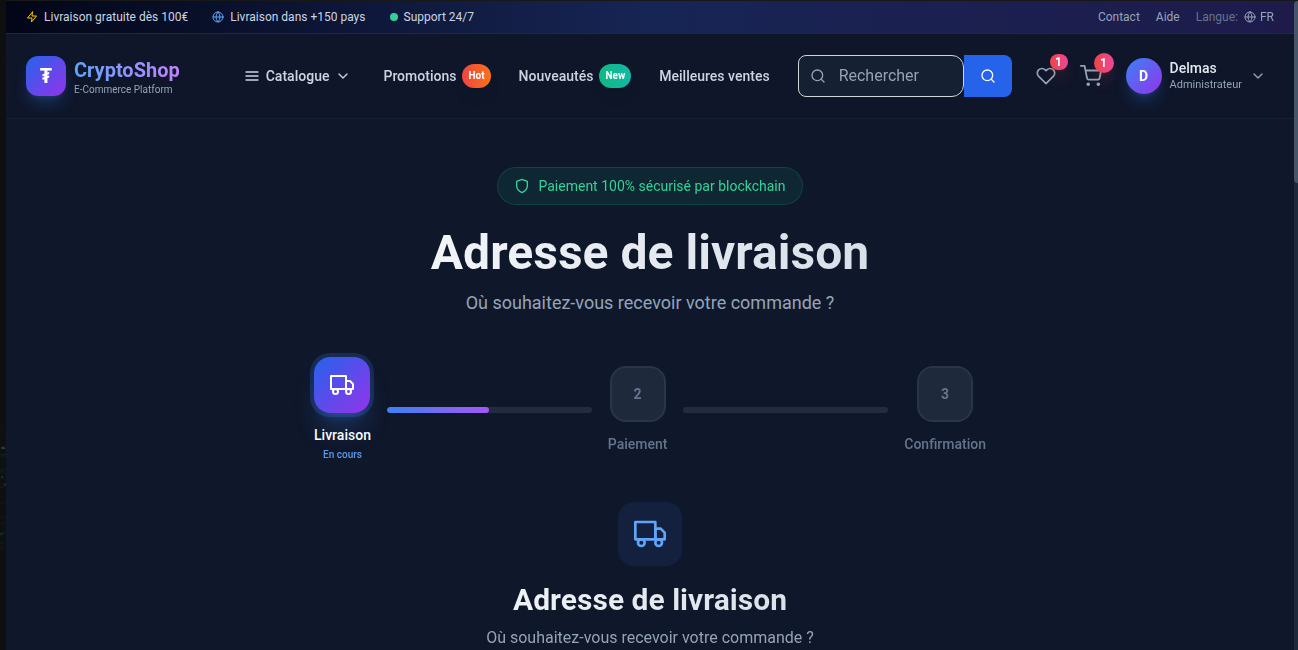 Livraison gratuite dès 100€ Livraison dans +150 pays Support 24/7 Contact Aide Langue: FR
CryptoShop
E-Commerce Platform
Catalogue Promotions Hot Nouveautés New Meilleures ventes Rechercher 1 1 D Delmas
Administrateur
Paiement 100% sécurisé par blockchain
Adresse de livraison
Où souhaitez-vous recevoir votre commande ?
2 3
Livraison Paiement Confirmation
En cours
Adresse de livraison
Où souhaitez-vous recevoir votre commande ?